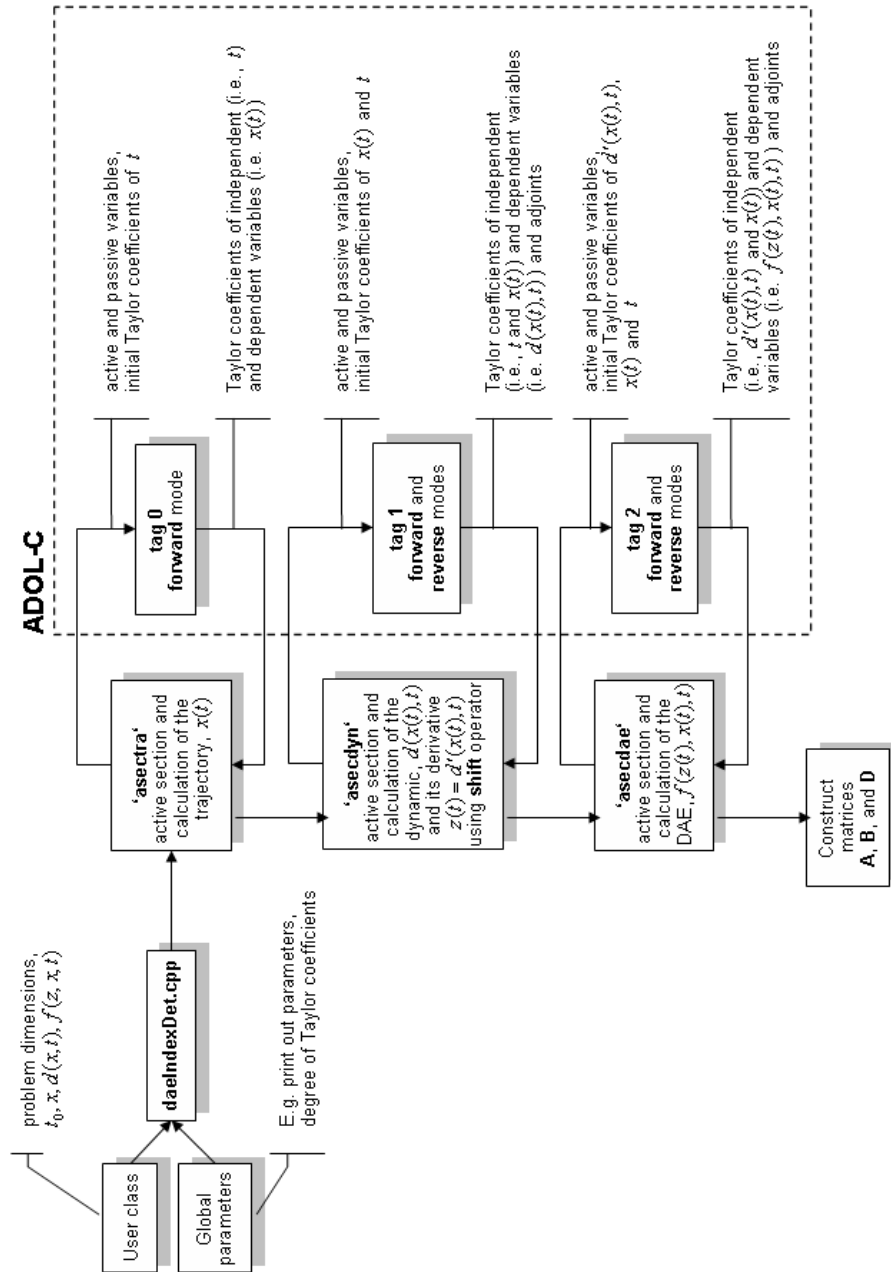 ADOL-C
problem dimensions,
t₀, x, d(x,t), f(z,x,t)
User class
Global
parameters
daeIndexDet.cpp
E.g. print out parameters,
degree of Taylor coefficients
‘asectra‘
active section and
calculation of the
trajectory, x(t)
tag 0
forward mode
active and passive variables,
initial Taylor coefficients of t
Taylor coefficients of independent (i.e., t)
and dependent variables (i.e. x(t))
‘asecdyn‘
active section and
calculation of the
dynamic, d(x(t),t)
and its derivative
z(t) = d'(x(t),t)
using shift operator
tag 1
forward and
reverse modes
active and passive variables,
initial Taylor coefficients of x(t) and t
Taylor coefficients of independent
(i.e., t and x(t)) and dependent variables
(i.e. d(x(t),t)) and adjoints
‘asecdae‘
active section and
calculation of the
DAE, f(z(t),x(t),t)
tag 2
forward and
reverse modes
active and passive variables,
initial Taylor coefficients of d'(x(t),t),
x(t) and t
Taylor coefficients of independent
(i.e., d'(x(t),t) and x(t)) and dependent
variables (i.e. f(z(t),x(t),t)) and adjoints
Construct
matrices
A, B, and D